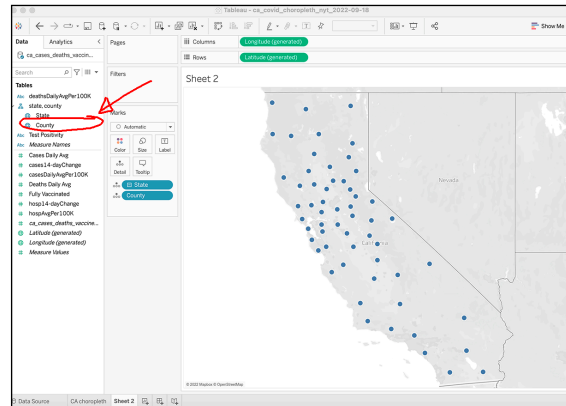 Tableau - ca_covid_choropleth_nyt_2022-08-18
Show Me
Data
Analytics
Pages
Columns
Longitude (generated)
Rows
Latitude (generated)
ca_cases_deaths_vaccin...
Search
Filters
Sheet 2
Tables
deathsDailyAvgPer100K
state, county
State
County
Test Positivity
Measure Names
Cases Daily Avg
cases14-dayChange
casesDailyAvgPer100K
Deaths Daily Avg
Fully Vaccinated
hosp14-dayChange
hospAvgPer100K
ca_cases_deaths_vaccine...
Latitude (generated)
Longitude (generated)
Measure Values
Marks
Automatic
Color
Size
Label
Detail
Tooltip
State
County
Nevada
California
© 2022 Mapbox © OpenStreetMap
Data Source
CA choropleth
Sheet 2